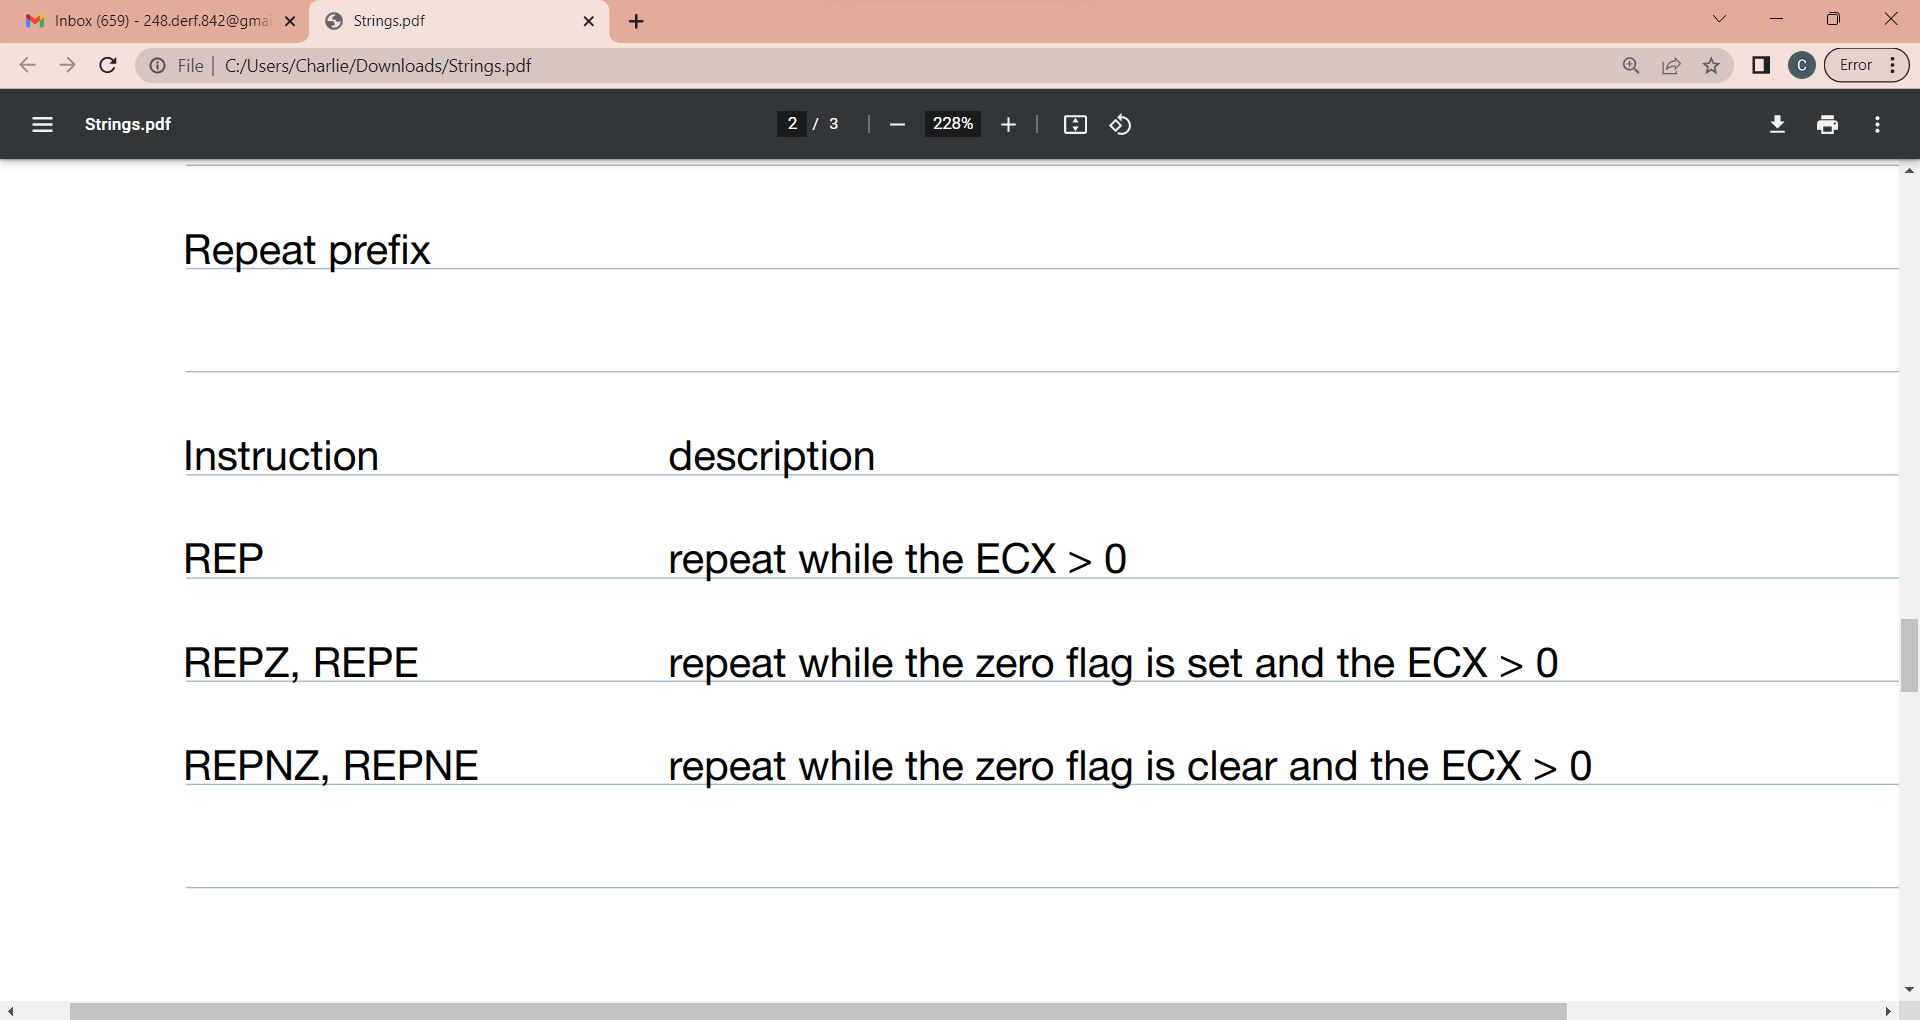 Inbox (659) - 248.derf.842@gmai
Strings.pdf
File | C:/Users/Charlie/Downloads/Strings.pdf
C
Error
Strings.pdf
2 / 3
228%
Repeat prefix
Instruction description
REP repeat while the ECX > 0
REPZ, REPE repeat while the zero flag is set and the ECX > 0
REPNZ, REPNE repeat while the zero flag is clear and the ECX > 0